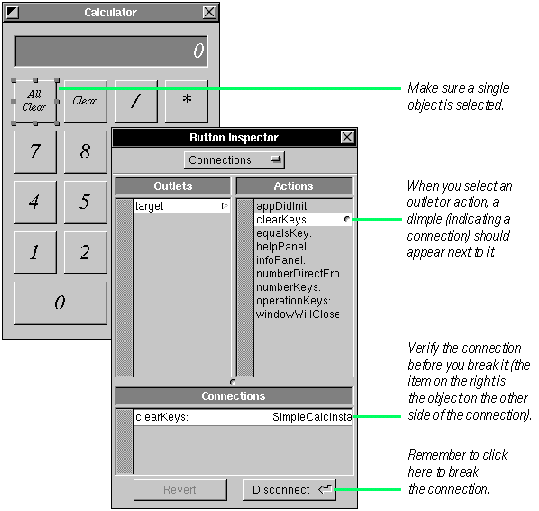 Calculator
0
All
Clear
Clear
/
*
Make sure a single
object is selected.
7
8
4
5
1
2
0
Button Inspector
Connections
Outlets
Actions
target
appDidInit
clearKeys
equalsKey.
helpPanel
infoPanel.
numberDirectEro
numberKeys.
operationKeys:
windowWillClose
When you select an
outlet or action, a
dimple (indicating a
connection) should
appear next to it
Connections
clearKeys:
SimpleCalcInsta
Revert
Disconnect
Verify the connection
before you break it (the
item on the right is
the object on the other
side of the connection).
Remember to click
here to break
the connection.